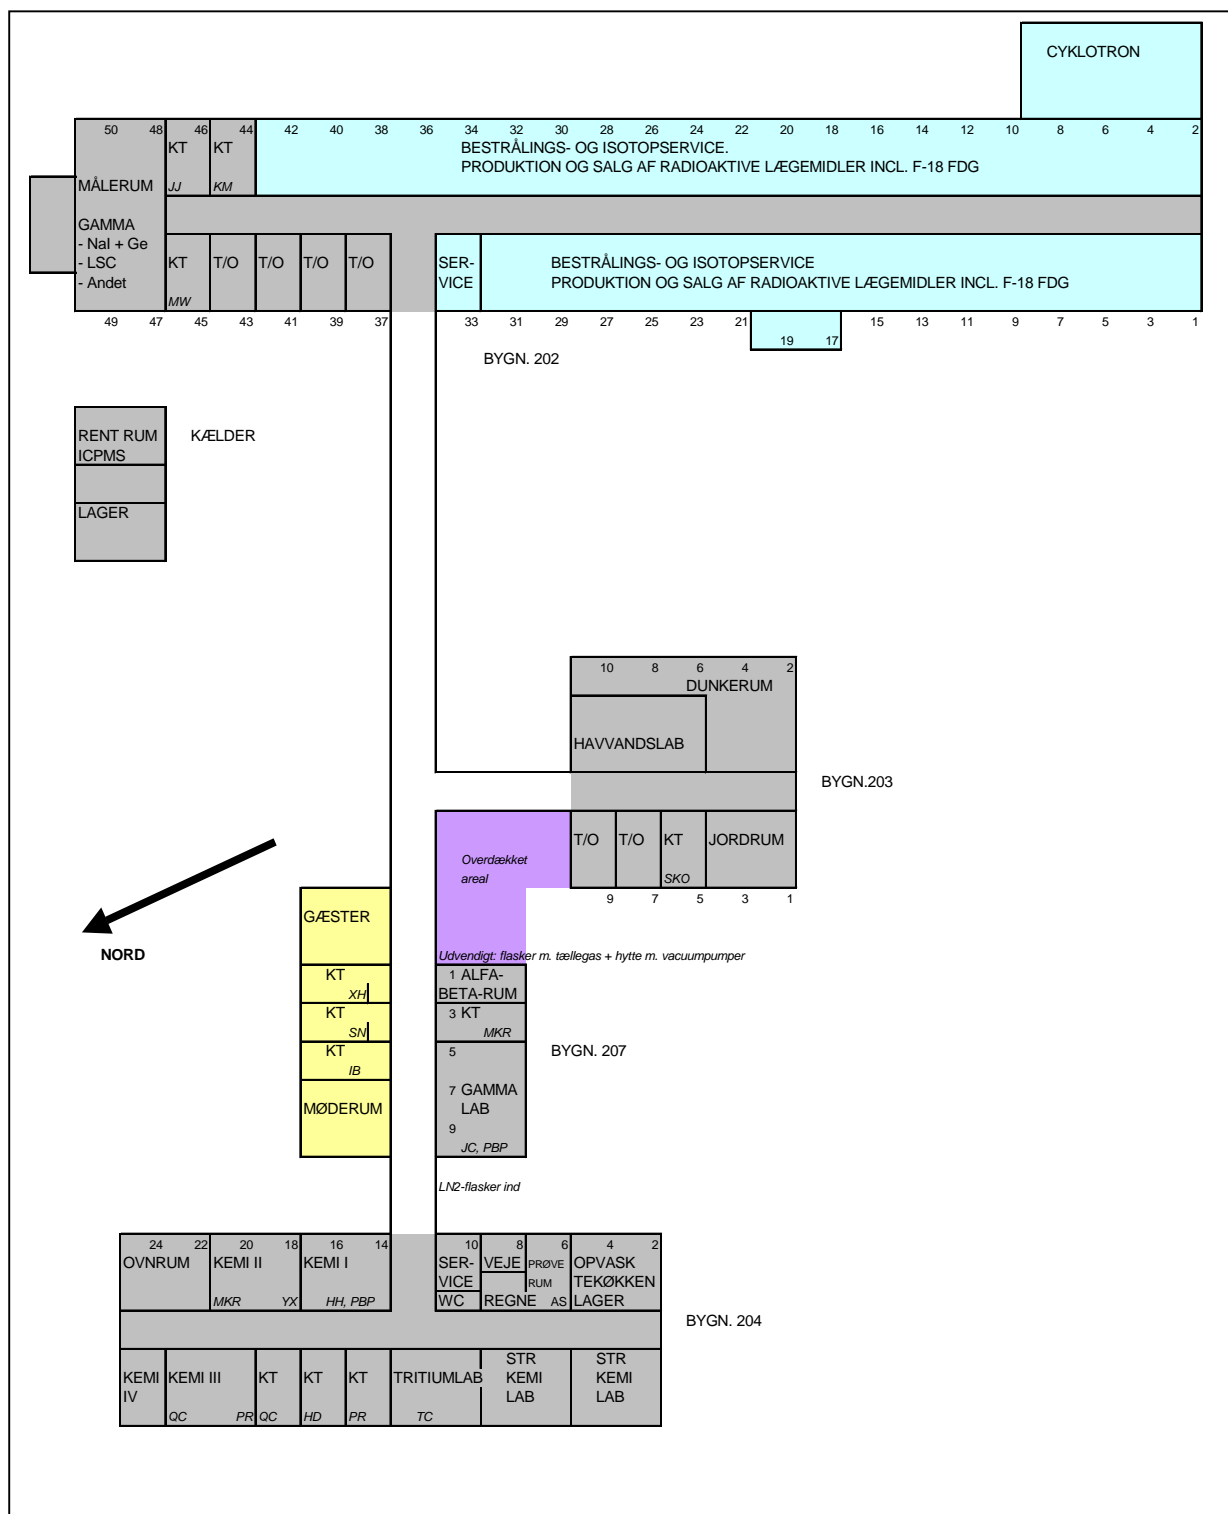 CYKLOTRON
50 48 46 44 42 40 38 36 34 32 30 28 26 24 22 20 18 16 14 12 10 8 6 4 2
KT KT BESTRÅLINGS- OG ISOTOPSERVICE.
PRODUKTION OG SALG AF RADIOAKTIVE LÆGEMIDLER INCL. F-18 FDG
MÅLERUM JJ KM
GAMMA
- NaI + Ge
- LSC
- Andet
KT T/O T/O T/O T/O
MW
SER-
VICE
BESTRÅLINGS- OG ISOTOPSERVICE
PRODUKTION OG SALG AF RADIOAKTIVE LÆGEMIDLER INCL. F-18 FDG
49 47 45 43 41 39 37 33 31 29 27 25 23 21 15 13 11 9 7 5 3 1
19 17
BYGN. 202
RENT RUM
ICPMS
KÆLDER
LAGER
10 8 6 4 2
DUNKERUM
HAVVANDSLAB
BYGN.203
T/O T/O KT JORDRUM
SKO
9 7 5 3 1
Overdækket
areal
NORD
GÆSTER
Udvendigt: flasker m. tællegas + hytte m. vacuumpumper
KT
XH
KT
SN
KT
IB
MØDERUM
1 ALFA-
BETA-RUM
3 KT
MKR
5
7 GAMMA
LAB
9
JC, PBP
BYGN. 207
LN2-flasker ind
24 22 20 18 16 14 10 8 6 4 2
OVNRUM KEMI II KEMI I
MKR YX HH, PBP
SER-
VICE
WC
VEJE
REGNE
PRØVE
RUM
AS
OPVASK
TEKØKKEN
LAGER
BYGN. 204
KEMI
IV
KEMI III
QC PR
KT
QC
KT
HD
KT
PR
TRITIUMLAB
TC
STR
KEMI
LAB
STR
KEMI
LAB